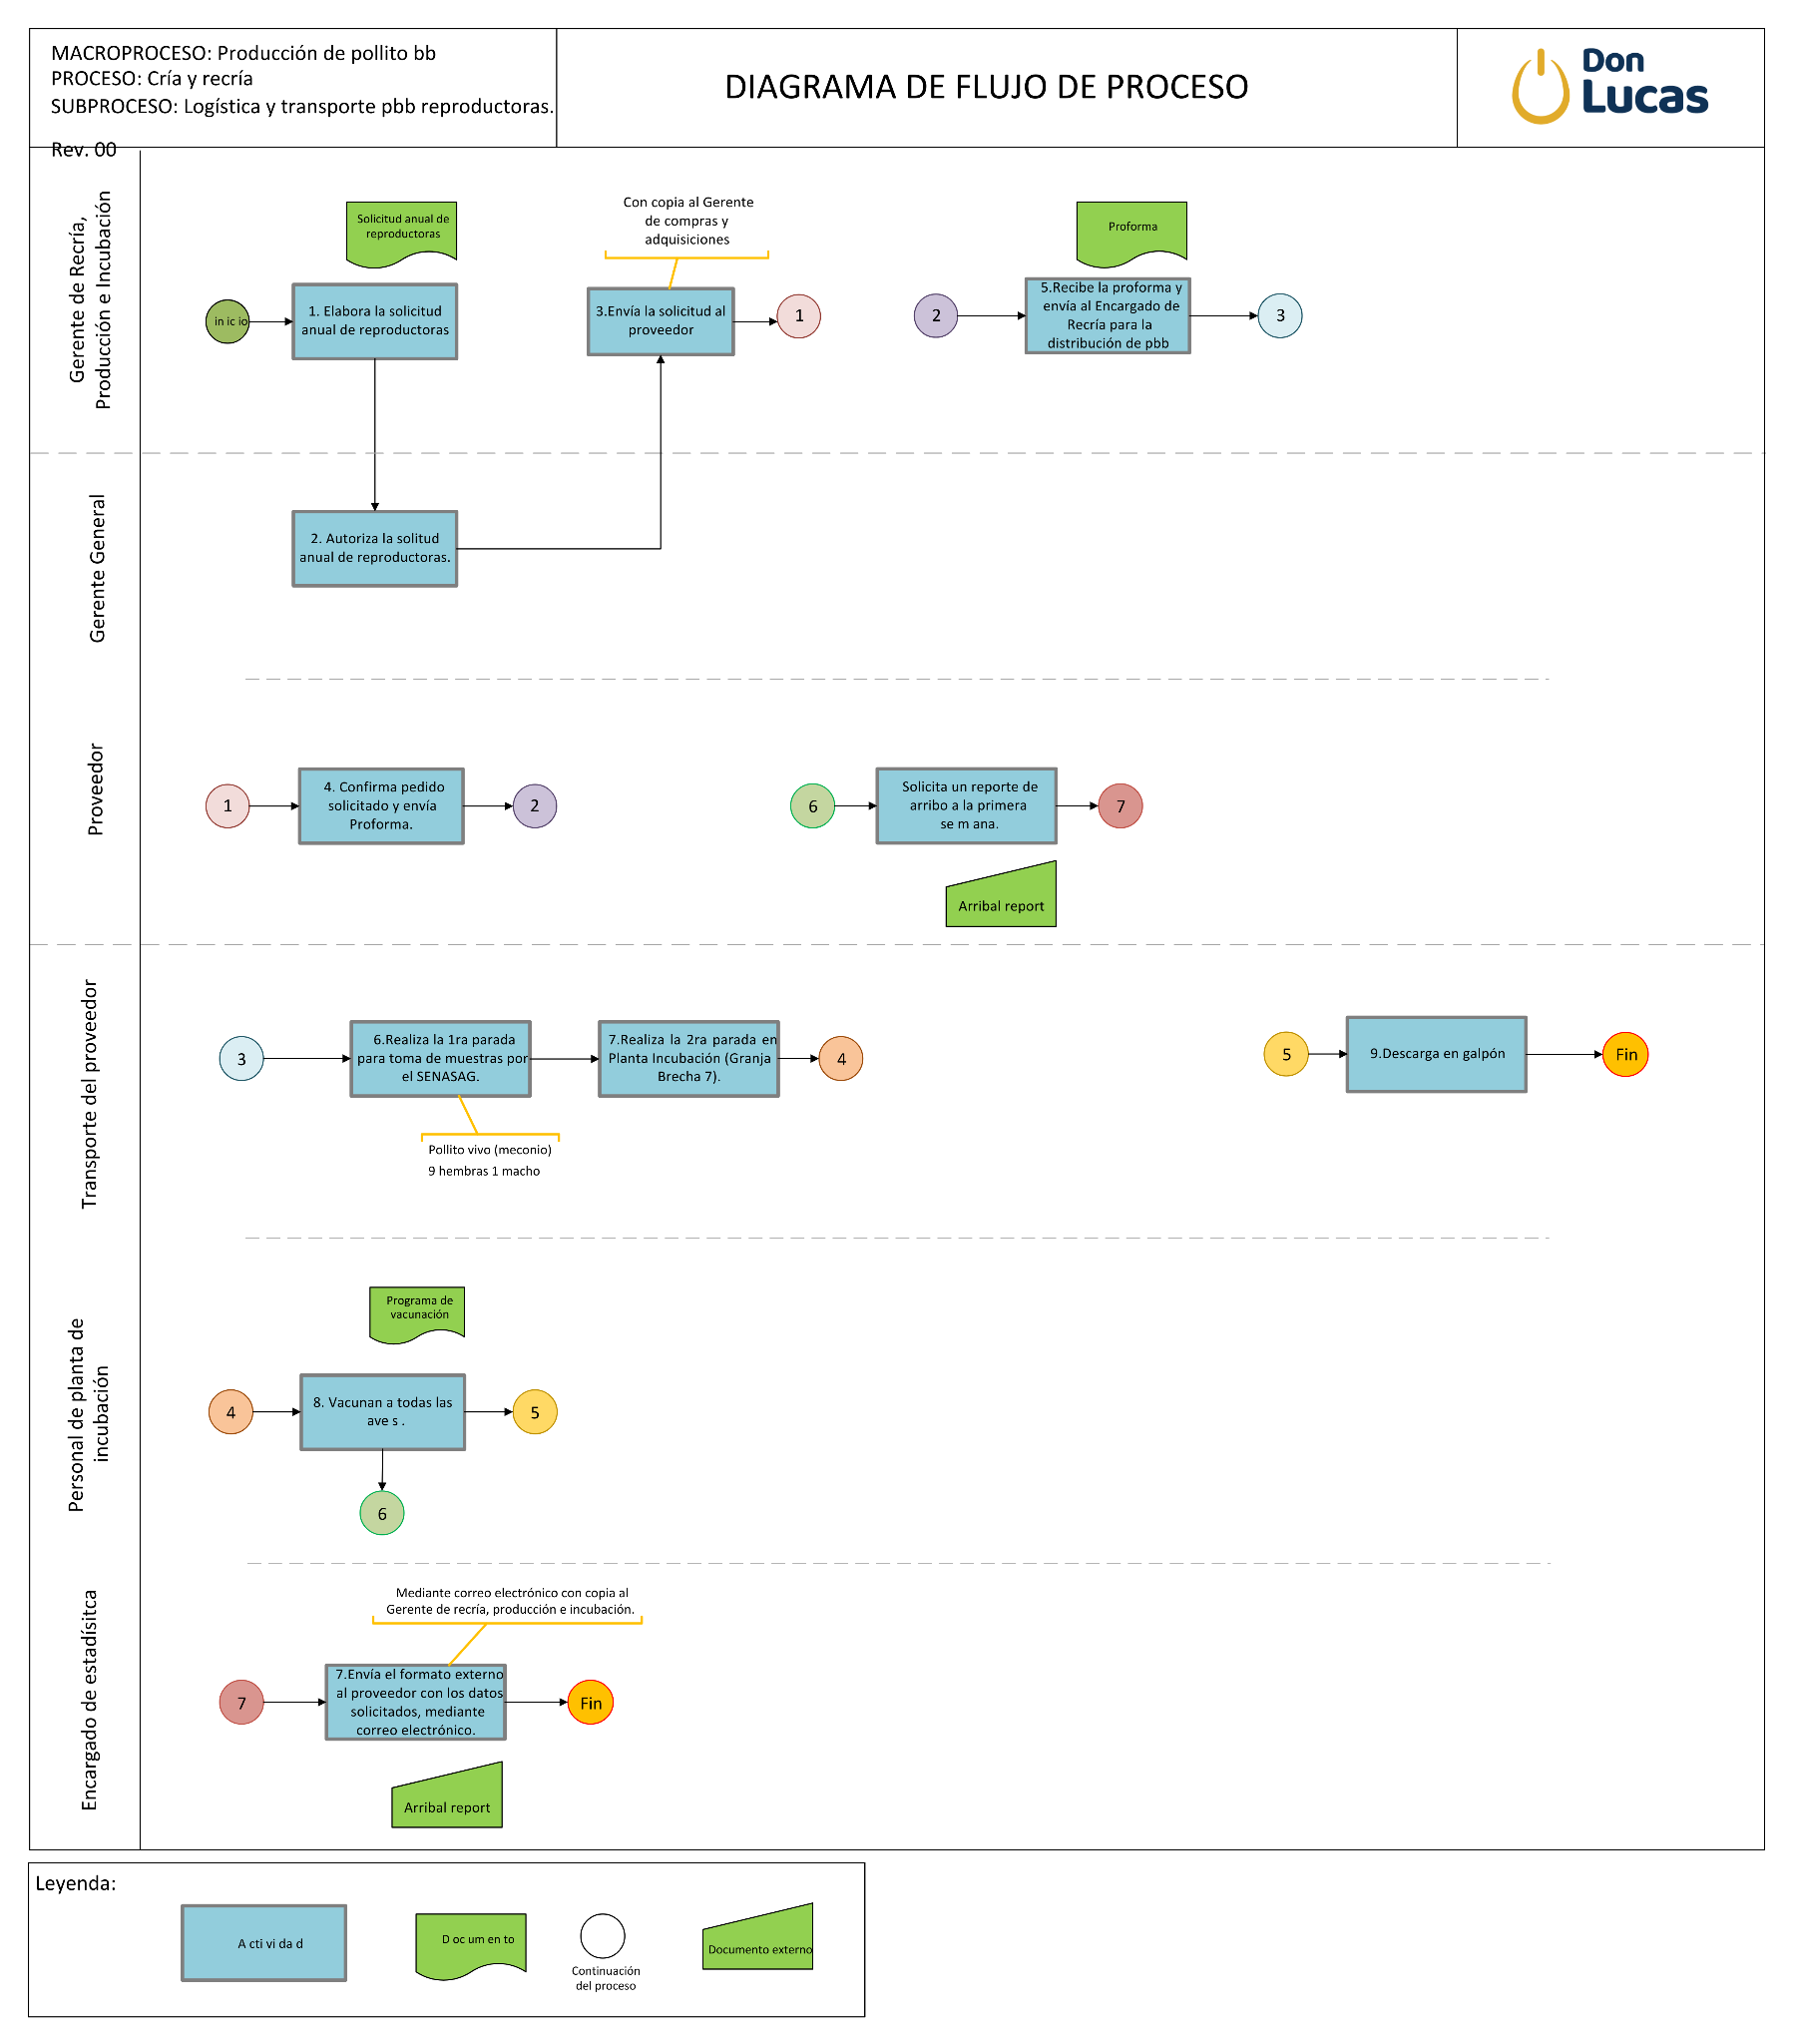 MACROPROCESO: Producción de pollito bb
PROCESO: Cría y recría
SUBPROCESO: Logística y transporte pbb reproductoras.
Rev. 00
DIAGRAMA DE FLUJO DE PROCESO
Don
Lucas
Gerente de Recría,
Producción e Incubación
Solicitud anual de
reproductoras
Con copia al Gerente
de compras y
adquisiciones
Proforma
in ic io
1. Elabora la solicitud
anual de reproductoras
3.Envía la solicitud al
proveedor
1
2
5.Recibe la proforma y
envía al Encargado de
Recría para la
distribución de pbb
3
Gerente General
2. Autoriza la solitud
anual de reproductoras.
Proveedor
1
4. Confirma pedido
solicitado y envía
Proforma.
2
6
Solicita un reporte de
arribo a la primera
se m ana.
7
Arribal report
Transporte del proveedor
3
6.Realiza la 1ra parada
para toma de muestras por
el SENASAG.
7.Realiza la 2ra parada en
Planta Incubación (Granja
Brecha 7).
4
5
9.Descarga en galpón
Fin
Pollito vivo (meconio)
9 hembras 1 macho
Personal de planta de
incubación
Programa de
vacunación
4
8. Vacunan a todas las
ave s .
5
6
Encargado de estadísitca
Mediante correo electrónico con copia al
Gerente de recría, producción e incubación.
7
7.Envía el formato externo
al proveedor con los datos
solicitados, mediante
correo electrónico.
Fin
Arribal report
Leyenda:
A cti vi da d
D oc um en to
Continuación
del proceso
Documento externo